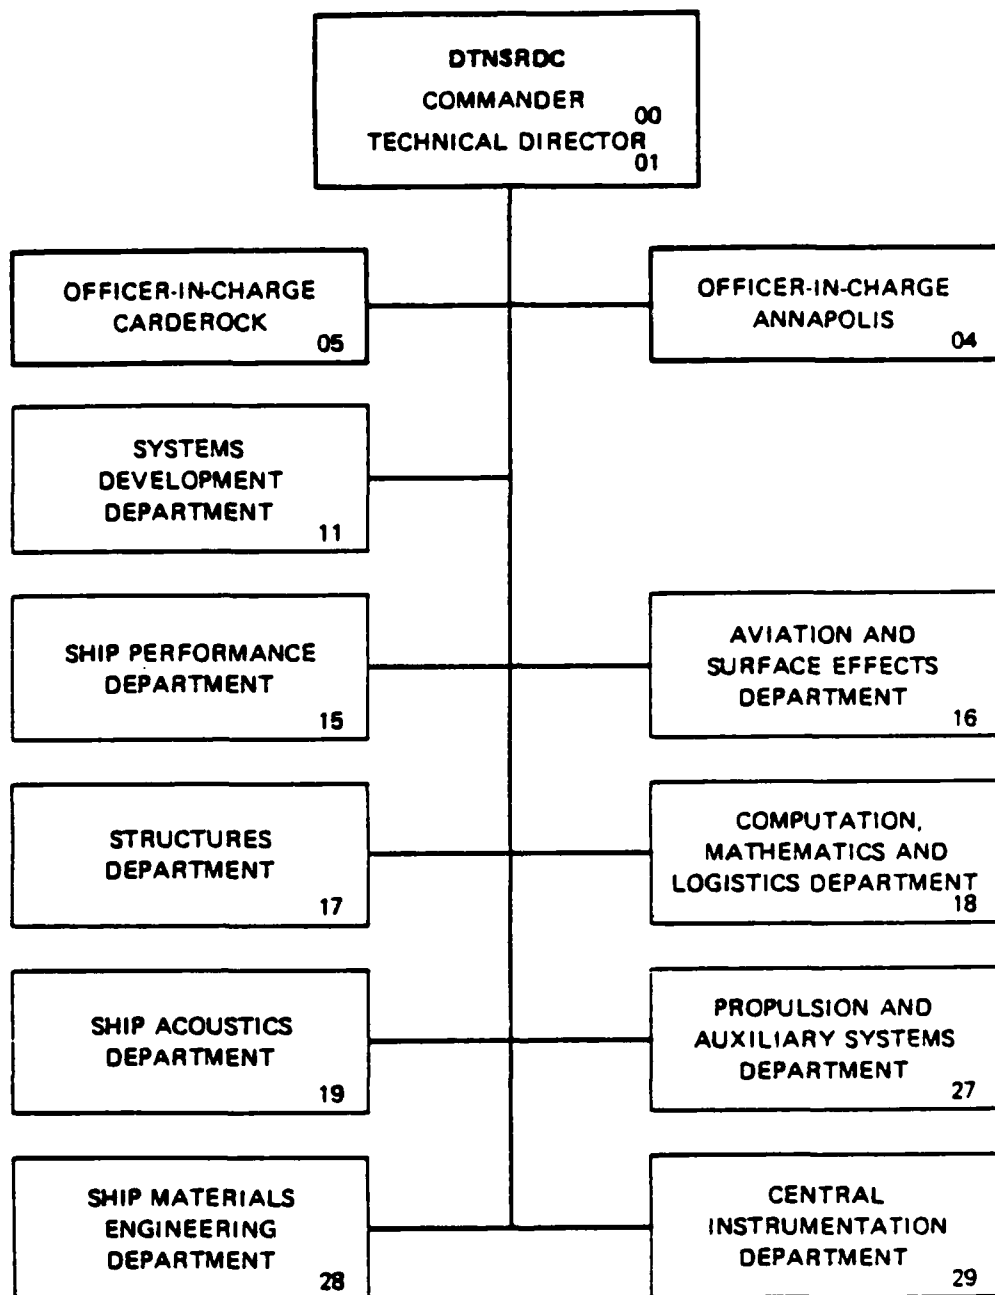 DTNSRDC
COMMANDER
00
TECHNICAL DIRECTOR
01
OFFICER-IN-CHARGE
CARDEROCK
05
OFFICER-IN-CHARGE
ANNAPOLIS
04
SYSTEMS
DEVELOPMENT
DEPARTMENT
11
SHIP PERFORMANCE
DEPARTMENT
15
AVIATION AND
SURFACE EFFECTS
DEPARTMENT
16
STRUCTURES
DEPARTMENT
17
COMPUTATION,
MATHEMATICS AND
LOGISTICS DEPARTMENT
18
SHIP ACOUSTICS
DEPARTMENT
19
PROPULSION AND
AUXILIARY SYSTEMS
DEPARTMENT
27
SHIP MATERIALS
ENGINEERING
DEPARTMENT
28
CENTRAL
INSTRUMENTATION
DEPARTMENT
29